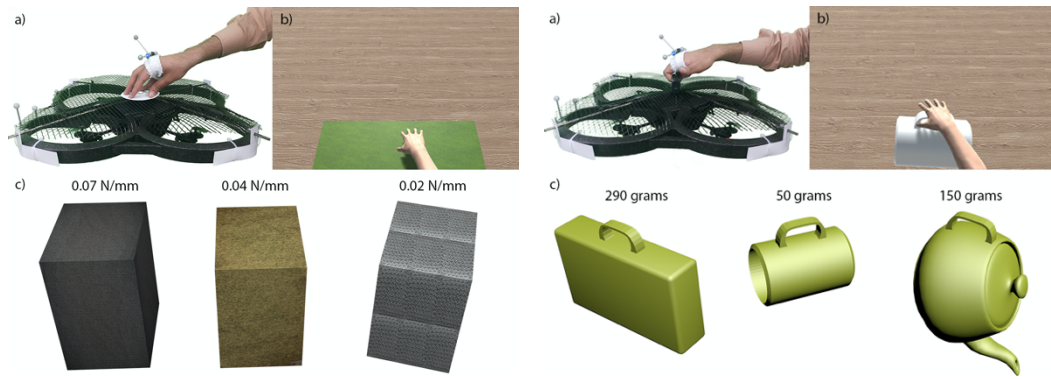 a)
b)
c)
0.07 N/mm
0.04 N/mm
0.02 N/mm
a)
b)
c)
290 grams
50 grams
150 grams